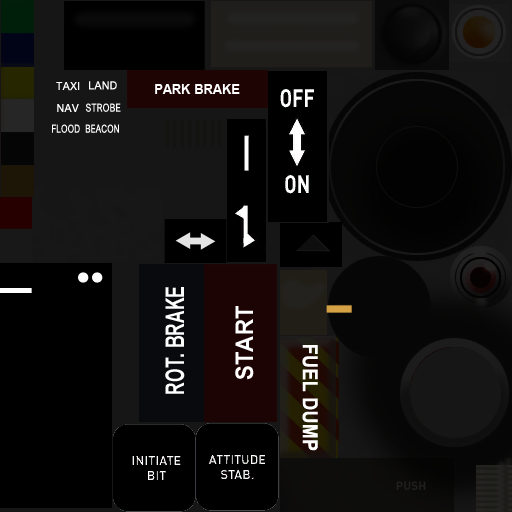 TAXI LAND
NAV STROBE
FLOOD BEACON
PARK BRAKE
OFF
ON
ROT. BRAKE
START
FUEL DUMP
INITIATE
BIT
ATTITUDE
STAB.
PUSH